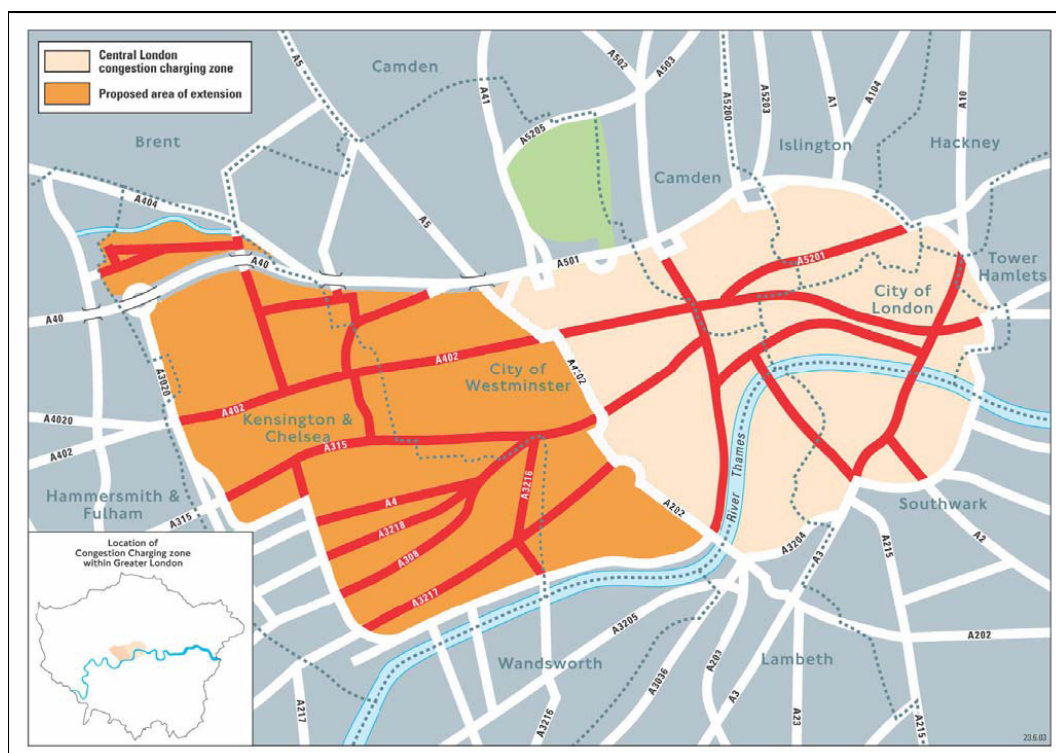 Central London
congestion charging zone
Proposed area of extension
Camden
Brent
A5
A41
A502
A503
A5205
A5200
A5203
A1
A104
A10
Islington
Hackney
Camden
A404
A5
A40
A501
A5201
Tower
Hamlets
City of
London
A40
A3020
A402
City of
Westminster
A4202
A402
Kensington
& Chelsea
A315
A4020
A402
Hammersmith &
Fulham
A315
A4
A3216
A3218
A308
A3217
A202
River Thames
A3204
A3
A215
Southwark
A2
Location of
Congestion Charging zone
within Greater London
A3205
A202
Wandsworth
Lambeth
A203
A3036
A3
A23
A217
A3216
A215
23.6.03